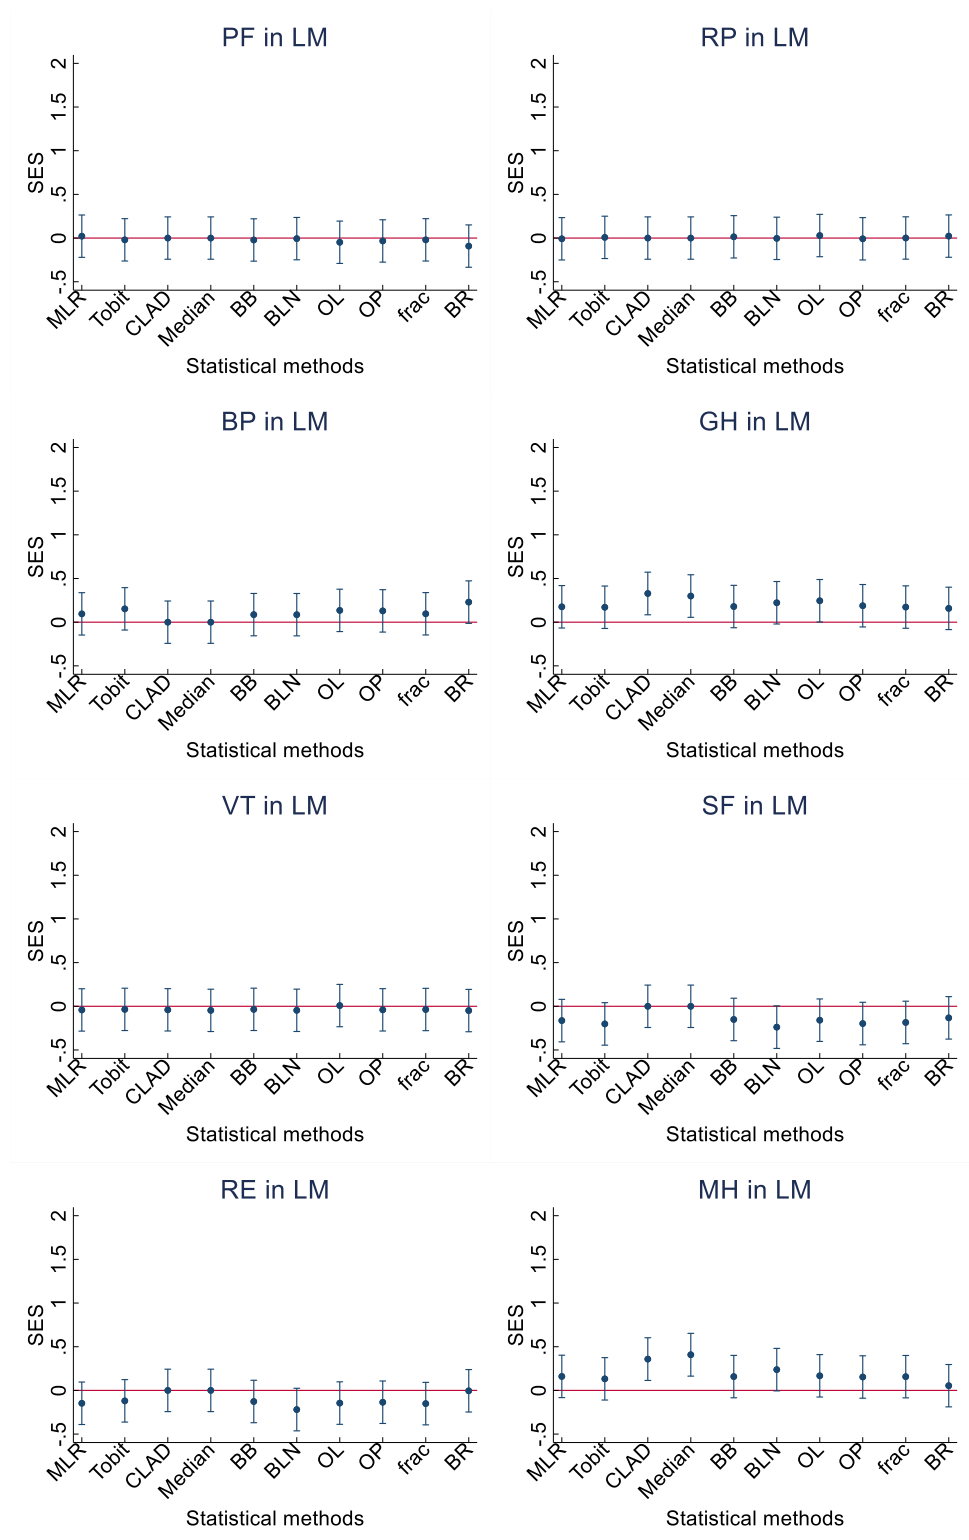 PF in LM
SES
2
1.5
1
.5
0
-.5
MLR
Tobit
CLAD
Median
BB
BLN
OL
OP
frac
BR
Statistical methods
RP in LM
SES
2
1.5
1
.5
0
-.5
MLR
Tobit
CLAD
Median
BB
BLN
OL
OP
frac
BR
Statistical methods
BP in LM
SES
2
1.5
1
.5
0
-.5
MLR
Tobit
CLAD
Median
BB
BLN
OL
OP
frac
BR
Statistical methods
GH in LM
SES
2
1.5
1
.5
0
-.5
MLR
Tobit
CLAD
Median
BB
BLN
OL
OP
frac
BR
Statistical methods
VT in LM
SES
2
1.5
1
.5
0
-.5
MLR
Tobit
CLAD
Median
BB
BLN
OL
OP
frac
BR
Statistical methods
SF in LM
SES
2
1.5
1
.5
0
-.5
MLR
Tobit
CLAD
Median
BB
BLN
OL
OP
frac
BR
Statistical methods
RE in LM
SES
2
1.5
1
.5
0
-.5
MLR
Tobit
CLAD
Median
BB
BLN
OL
OP
frac
BR
Statistical methods
MH in LM
SES
2
1.5
1
.5
0
-.5
MLR
Tobit
CLAD
Median
BB
BLN
OL
OP
frac
BR
Statistical methods